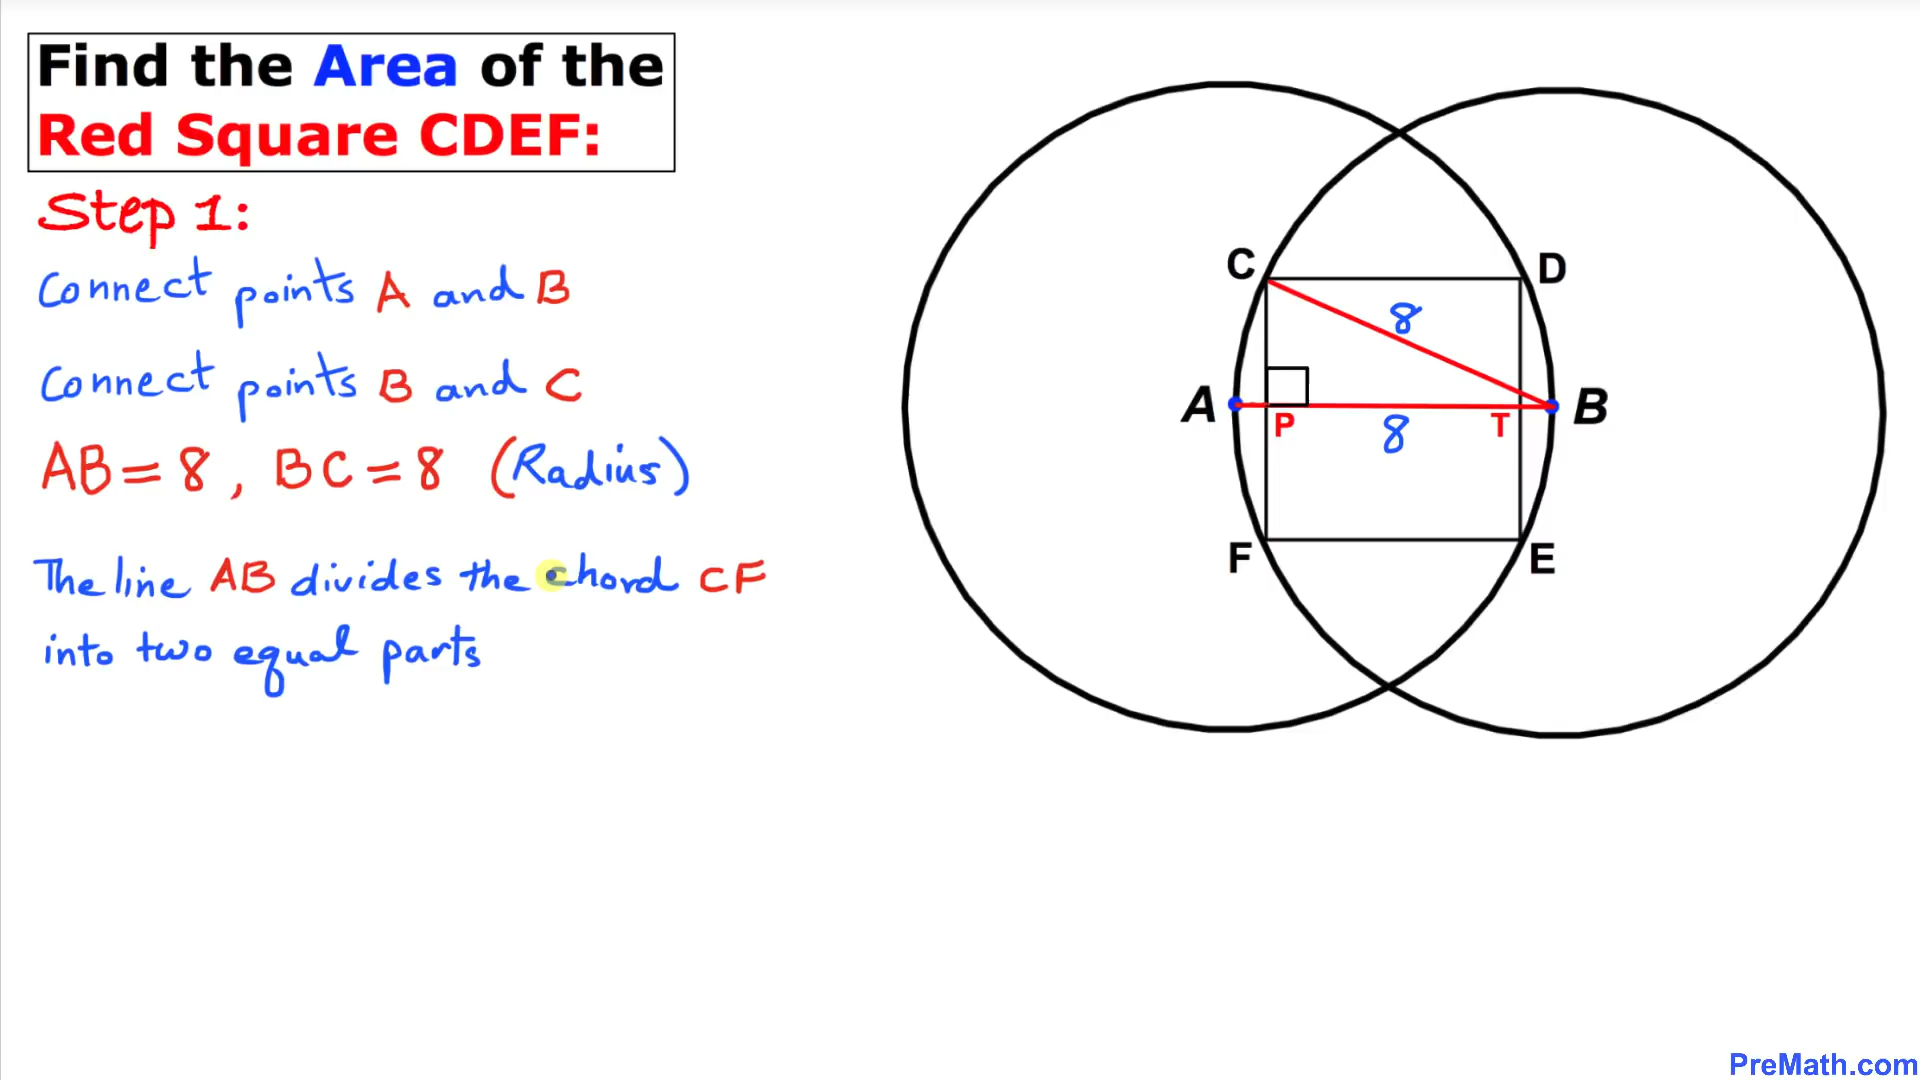 Find the Area of the
Red Square CDEF:
Step 1:
Connect points A and B
Connect points B and C
AB = 8, BC = 8 (Radius)
The line AB divides the chord CF
into two equal parts
C
D
8
A
P
8
T
B
F
E
PreMath.com